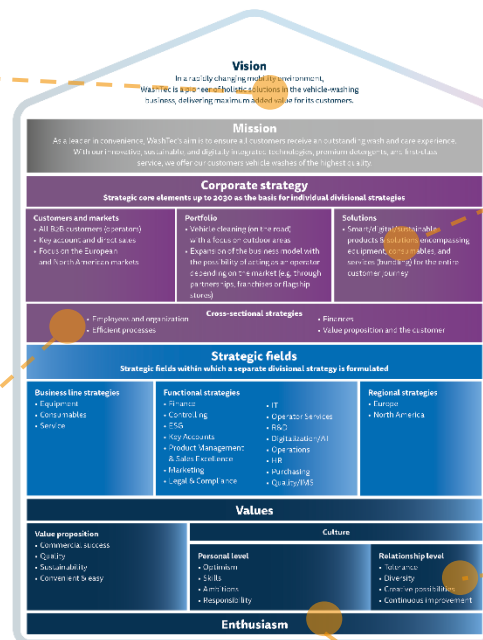 Vision
In a rapidly changing mobility environment,
WashTec is a pioneer of holistic solutions in the vehicle-washing
business, delivering maximum added value for its customers.
Mission
As a leader in convenience, WashTec's aim is to ensure all customers receive an outstanding wash and care experience.
With our innovative, sustainable, and digitally integrated technologies, premium detergents, and first-class
service, we offer our customers vehicle washes of the highest quality.
Corporate strategy
Strategic core elements up to 2030 as the basis for individual divisional strategies
Customers and markets
• All B2B customers (operators)
• Key account and direct sales
• Focus on the European
and North American markets
Portfolio
• Vehicle cleaning (on the road)
with a focus on outdoor areas
• Expansion of the business model with
the possibility of acting as an operator
depending on the market (e.g. through
partnerships, franchises or flagship
stores)
Solutions
• Smart/digital/sustainable
products & solutions encompassing
equipment, consumables, and
services (bundling) for the entire
customer journey
Cross-sectional strategies
• Employees and organization
• Efficient processes
• Finances
• Value proposition and the customer
Strategic fields
Strategic fields within which a separate divisional strategy is formulated
Business line strategies
• Equipment
• Consumables
• Service
Functional strategies
• Finance
• Controlling
• ESG
• Key Accounts
• Product Management
& Sales Excellence
• Marketing
• Legal & Compliance
• IT
• Operator Services
• R&D
• Digitalization/AI
• Operations
• HR
• Purchasing
• Quality/IMS
Regional strategies
• Europe
• North America
Values
Value proposition
• Commercial success
• Quality
• Sustainability
• Convenient & easy
Culture
Personal level
• Optimism
• Skills
• Ambitions
• Responsibility
Relationship level
• Tolerance
• Diversity
• Creative possibilities
• Continuous improvement
Enthusiasm